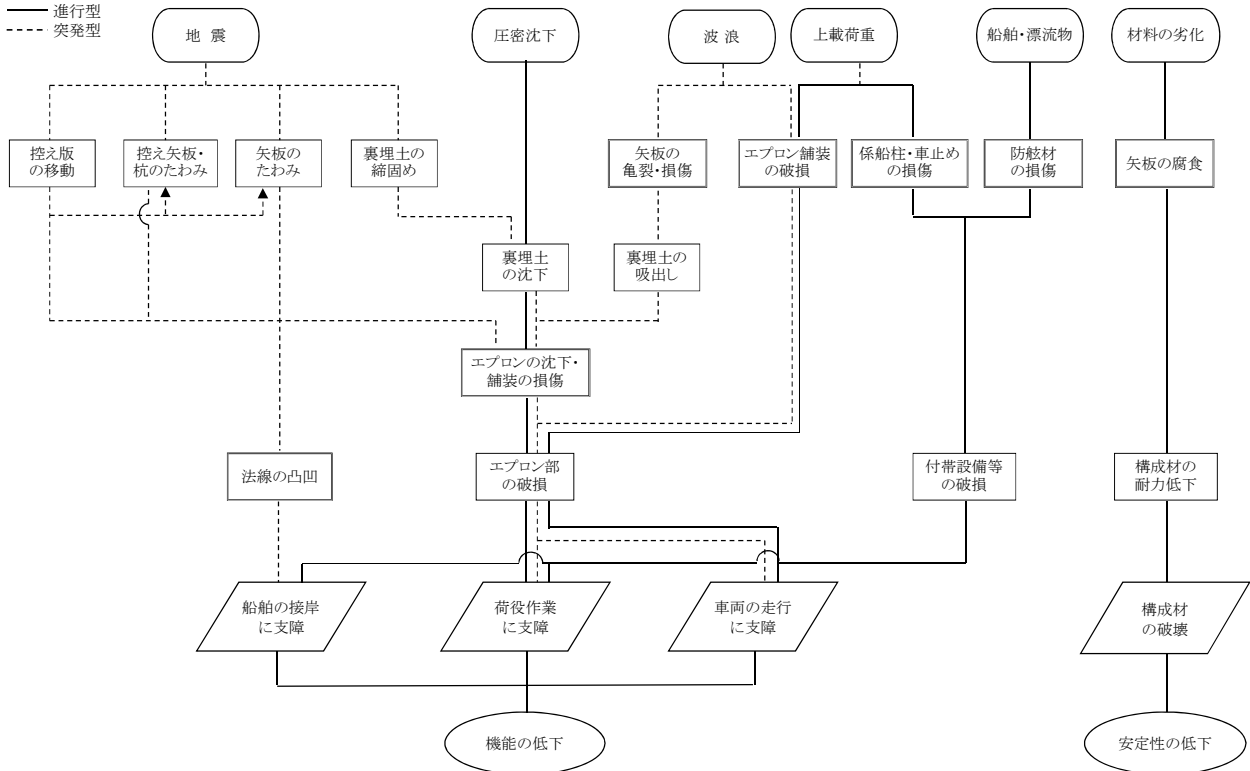 進行型
突発型
地 震
圧密沈下
波 浪
上載荷重
船舶・漂流物
材料の劣化
控え版
の移動
控え矢板・
杭のたわみ
矢板の
たわみ
裏埋土の
締固め
矢板の
亀裂・損傷
エプロン舗装
の破損
係船柱・車止め
の損傷
防舷材
の損傷
矢板の腐食
裏埋土
の沈下
裏埋土の
吸出し
エプロンの沈下・
舗装の損傷
法線の凸凹
エプロン部
の破損
付帯設備等
の破損
構成材の
耐力低下
船舶の接岸
に支障
荷役作業
に支障
車両の走行
に支障
構成材
の破壊
機能の低下
安定性の低下